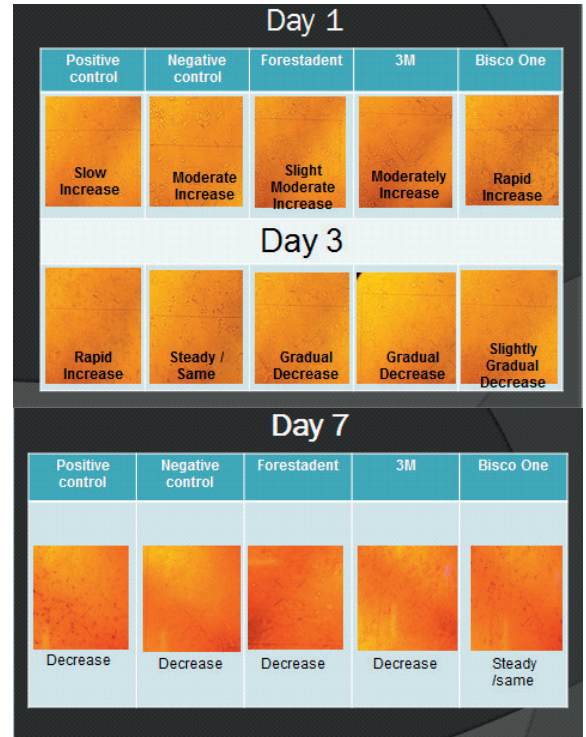 Day 1
Positive control
Negative control
Forestadent
3M
Bisco One
Slow Increase
Moderate Increase
Slight Moderate Increase
Moderately Increase
Rapid Increase
Day 3
Rapid Increase
Steady / Same
Gradual Decrease
Gradual Decrease
Slightly Gradual Decrease
Day 7
Positive control
Negative control
Forestadent
3M
Bisco One
Decrease
Decrease
Decrease
Decrease
Steady /same